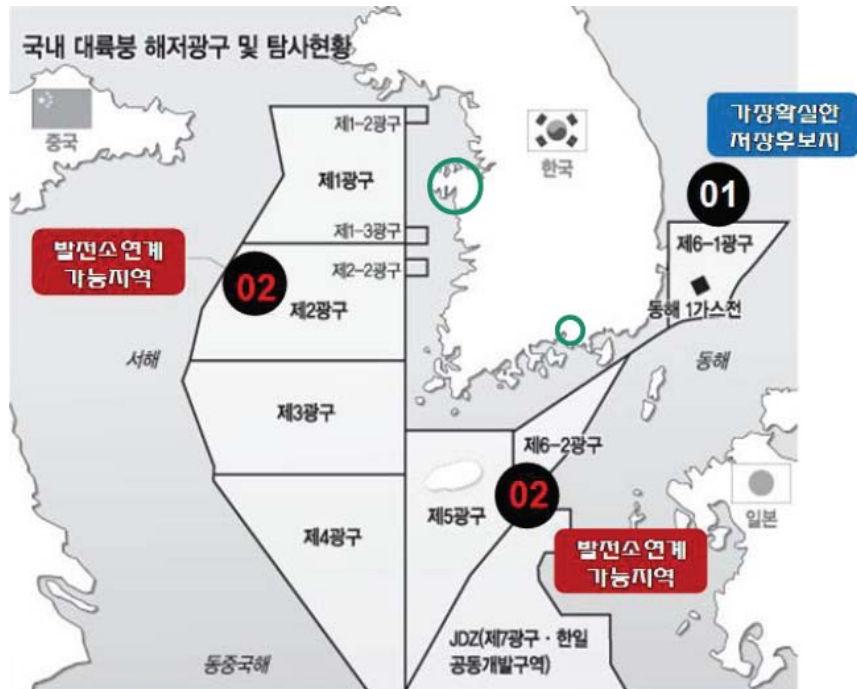 국내 대륙붕 해저광구 및 탐사현황
중국
한국
가장확실한
저장후보지
01
제1-2광구
제1광구
제1-3광구
제6-1광구
발전소연계
가능지역
02
제2-2광구
제2광구
동해 1가스전
서해
동해
제3광구
제6-2광구
02
제5광구
제4광구
일본
발전소연계
가능지역
JDZ(제7광구 · 한일
공동개발구역)
동중국해